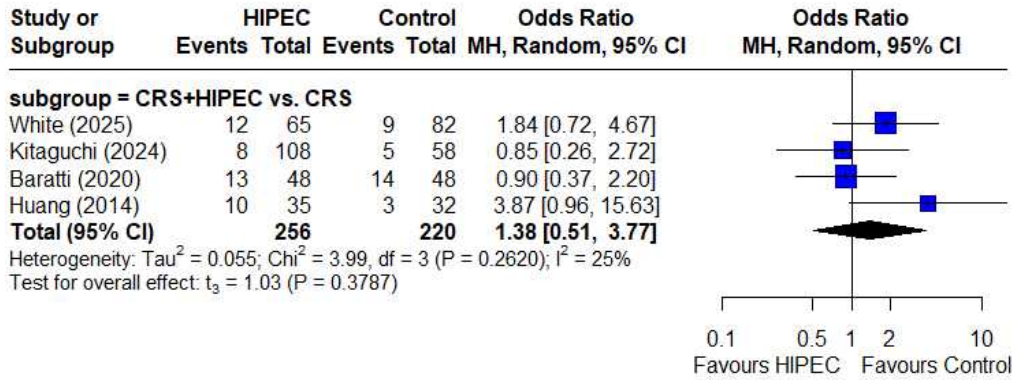 Study or HIPEC Control Odds Ratio Odds Ratio
Subgroup Events Total Events Total MH, Random, 95% CI MH, Random, 95% CI
subgroup = CRS+HIPEC vs. CRS
White (2025) 12 65 9 82 1.84 [0.72, 4.67]
Kitaguchi (2024) 8 108 5 58 0.85 [0.26, 2.72]
Baratti (2020) 13 48 14 48 0.90 [0.37, 2.20]
Huang (2014) 10 35 3 32 3.87 [0.96, 15.63]
Total (95% CI) 256 220 1.38 [0.51, 3.77]
Heterogeneity: Tau² = 0.055; Chi² = 3.99, df = 3 (P = 0.2620); I² = 25%
Test for overall effect: t₃ = 1.03 (P = 0.3787)
0.1 0.5 1 2 10
Favours HIPEC Favours Control